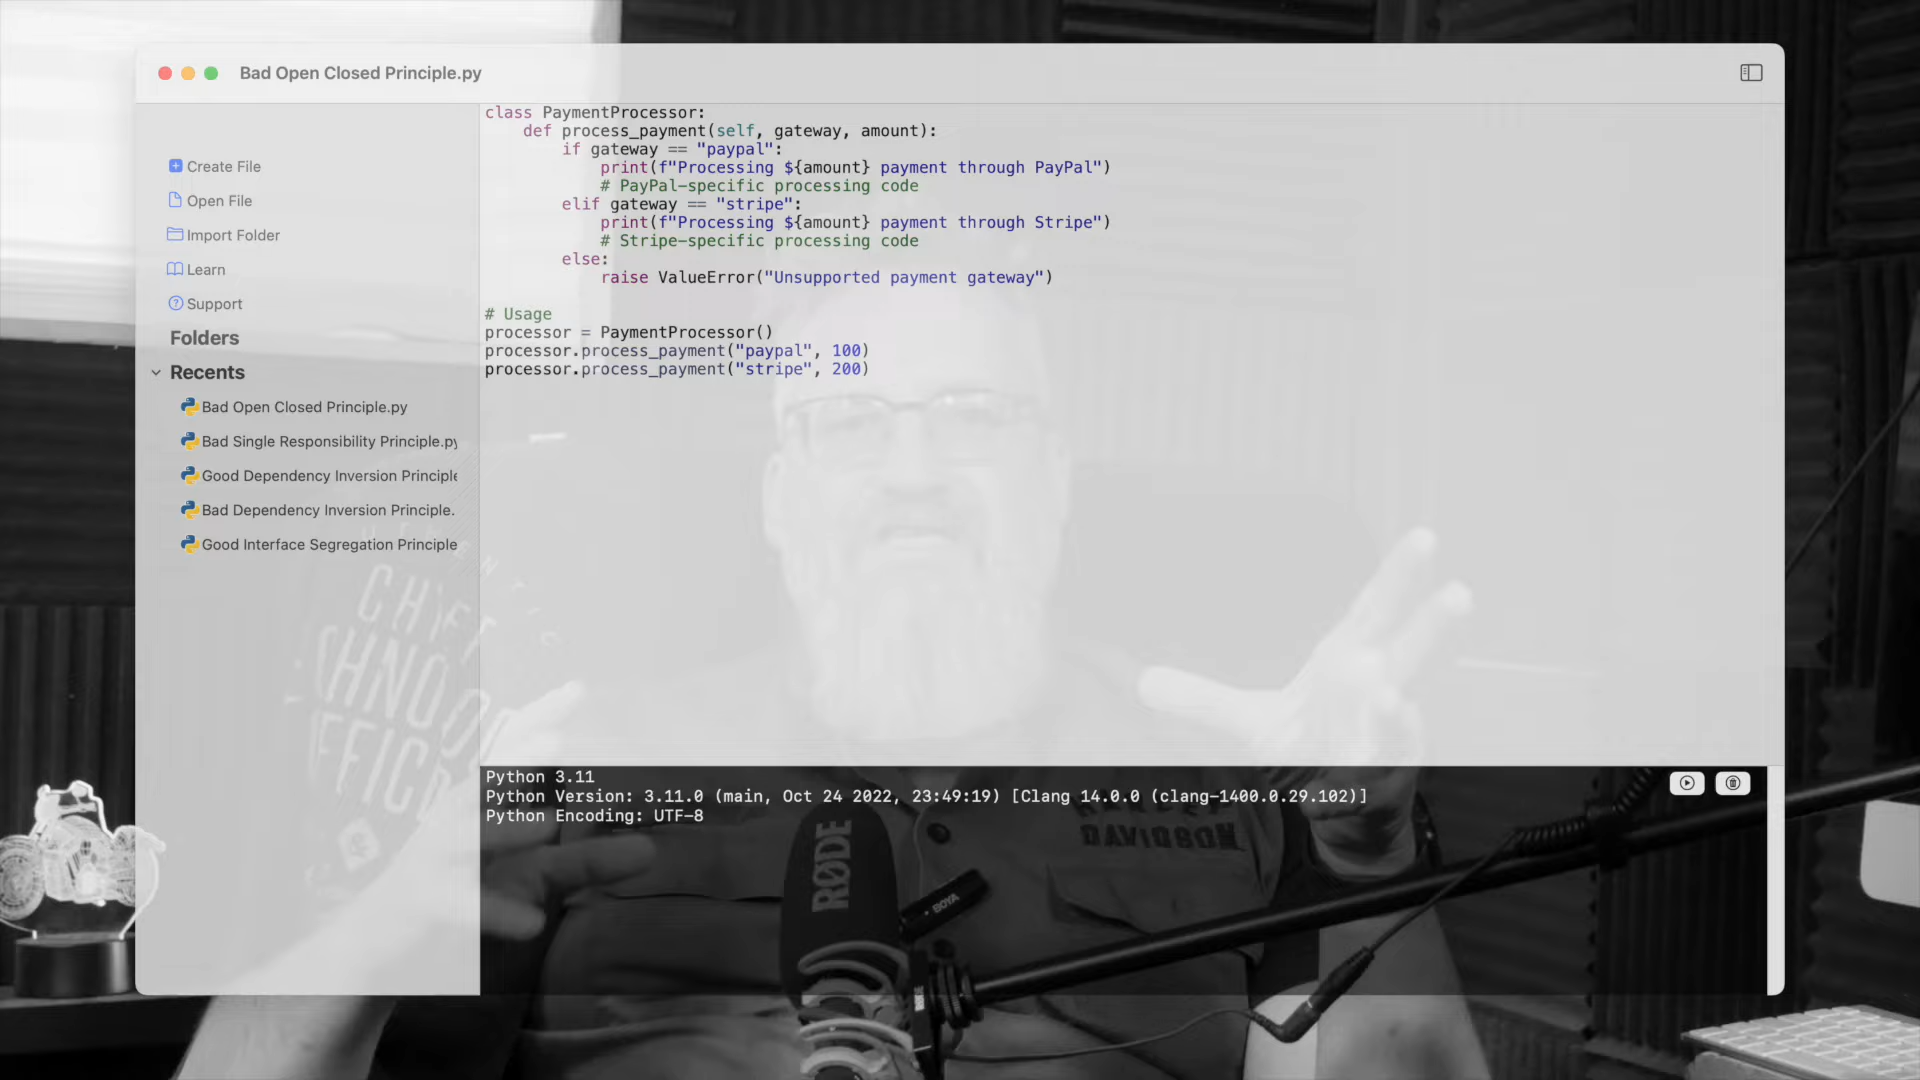 Bad Open Closed Principle.py
Create File
Open File
Import Folder
Learn
Support
Folders
Recents
Bad Open Closed Principle.py
Bad Single Responsibility Principle.py
Good Dependency Inversion Principle
Bad Dependency Inversion Principle.
Good Interface Segregation Principle
class PaymentProcessor:
    def process_payment(self, gateway, amount):
        if gateway == "paypal":
            print(f"Processing ${amount} payment through PayPal")
            # PayPal-specific processing code
        elif gateway == "stripe":
            print(f"Processing ${amount} payment through Stripe")
            # Stripe-specific processing code
        else:
            raise ValueError("Unsupported payment gateway")
# Usage
processor = PaymentProcessor()
processor.process_payment("paypal", 100)
processor.process_payment("stripe", 200)
Python 3.11
Python Version: 3.11.0 (main, Oct 24 2022, 23:49:19) [Clang 14.0.0 (clang-1400.0.29.102)]
Python Encoding: UTF-8
RØDE
BOYA
DAVIDSON